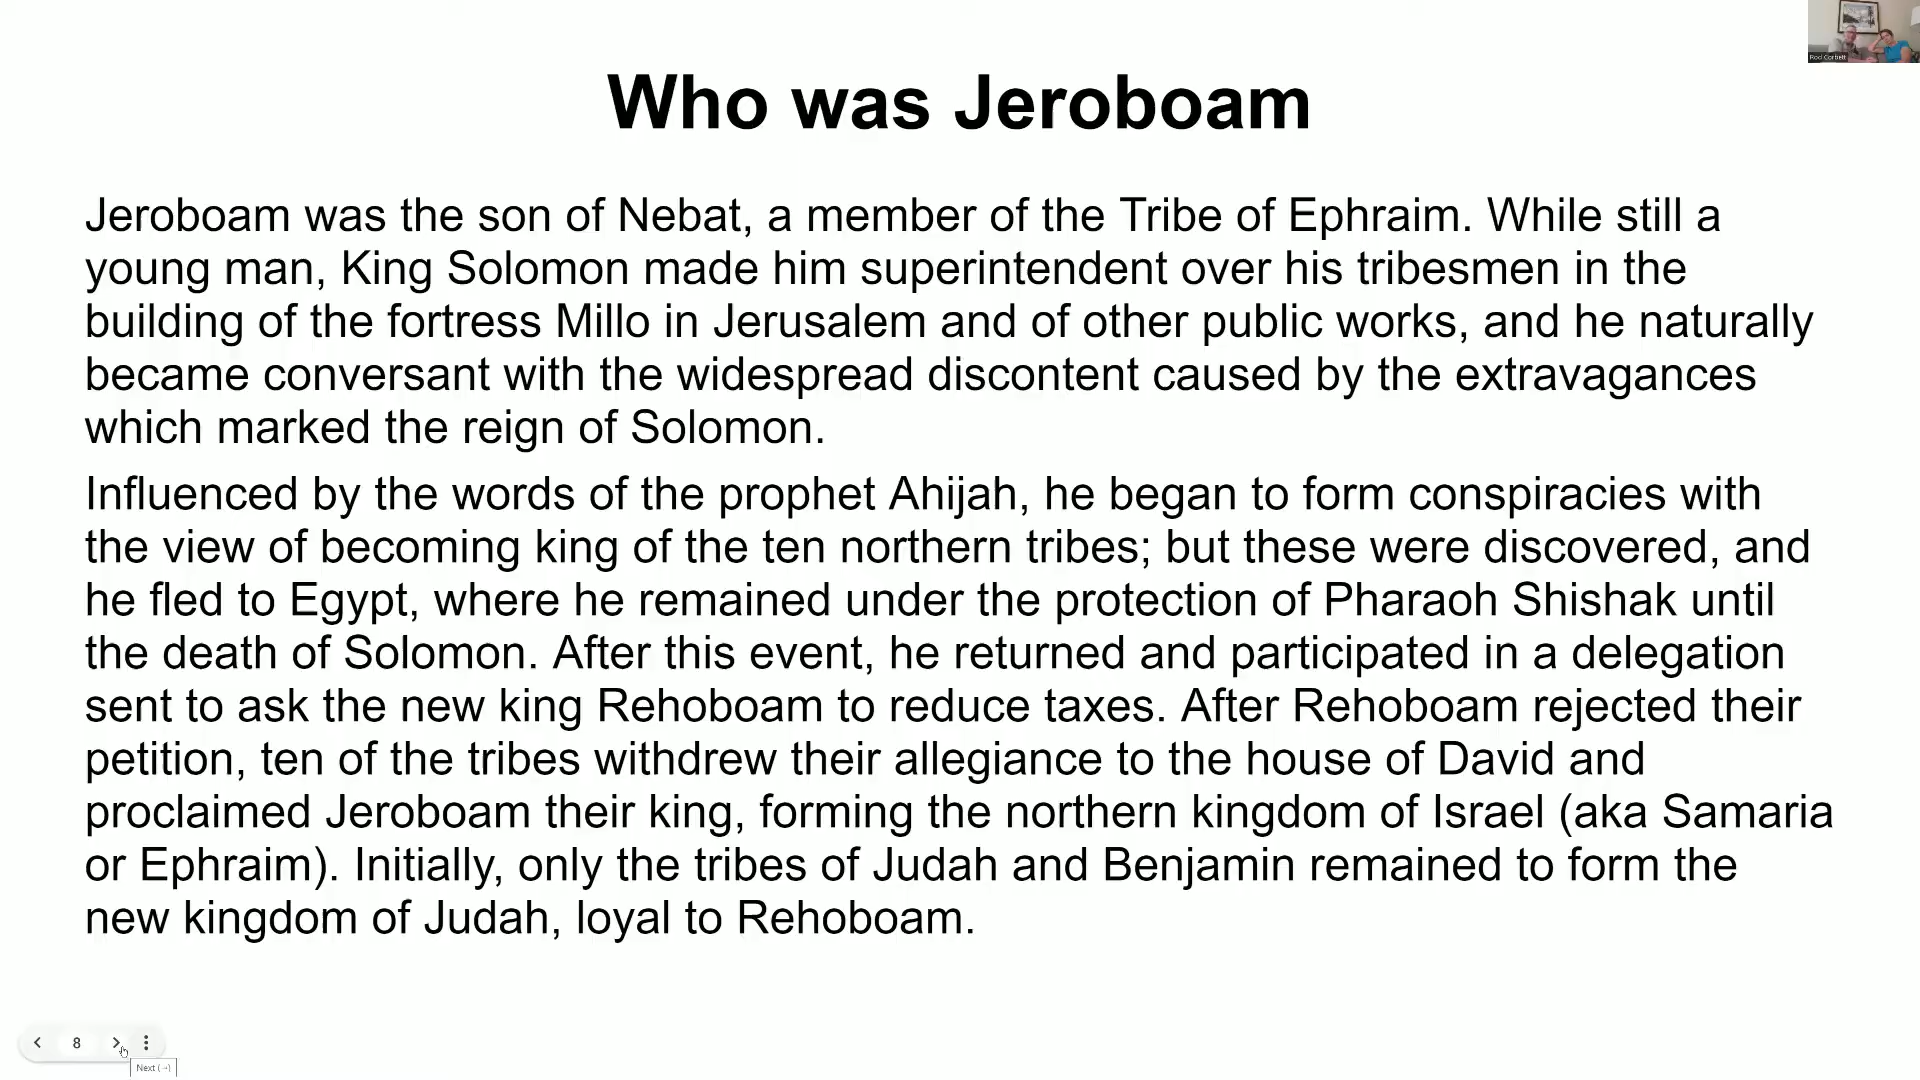 Rod Corbett
Who was Jeroboam
Jeroboam was the son of Nebat, a member of the Tribe of Ephraim. While still a
young man, King Solomon made him superintendent over his tribesmen in the
building of the fortress Millo in Jerusalem and of other public works, and he naturally
became conversant with the widespread discontent caused by the extravagances
which marked the reign of Solomon.
Influenced by the words of the prophet Ahijah, he began to form conspiracies with
the view of becoming king of the ten northern tribes; but these were discovered, and
he fled to Egypt, where he remained under the protection of Pharaoh Shishak until
the death of Solomon. After this event, he returned and participated in a delegation
sent to ask the new king Rehoboam to reduce taxes. After Rehoboam rejected their
petition, ten of the tribes withdrew their allegiance to the house of David and
proclaimed Jeroboam their king, forming the northern kingdom of Israel (aka Samaria
or Ephraim). Initially, only the tribes of Judah and Benjamin remained to form the
new kingdom of Judah, loyal to Rehoboam.
8
Next (→)